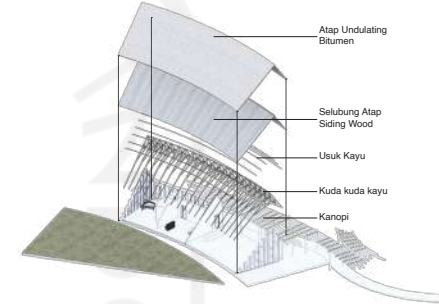 Atap Undulating
Bitumen
Selubung Atap
Siding Wood
Usuk Kayu
Kuda kuda kayu
Kanopi